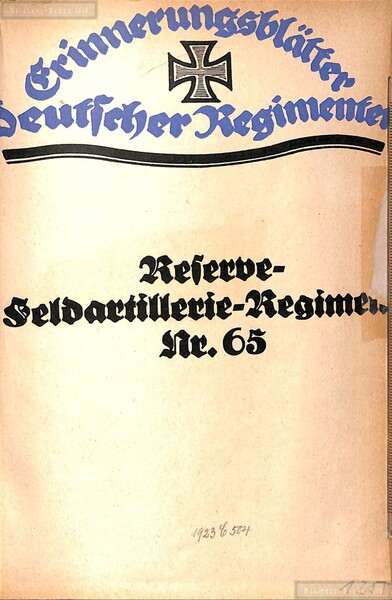 Erinnerungsblätter
Deutscher Regimenter
Reserve-
Feldartillerie-Regimen
Nr. 65
1923 C 504